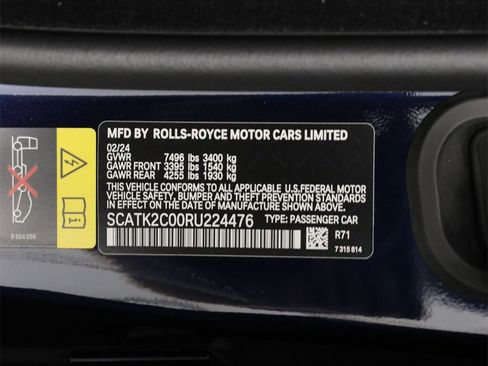 MFD BY ROLLS-ROYCE MOTOR CARS LIMITED
02/24
GVWR 7496 lbs 3400 kg
GAWR FRONT 3395 lbs 1540 kg
GAWR REAR 4255 lbs 1930 kg
THIS VEHICLE CONFORMS TO ALL APPLICABLE U.S.FEDERAL MOTOR
VEHICLE SAFETY, BUMPER, AND THEFT PREVENTION STANDARDS
IN EFFECT ON THE DATE OF MANUFACTURE SHOWN ABOVE.
SCATK2C00RU224476 TYPE: PASSENGER CAR
R71
7 315 814
8 654 059